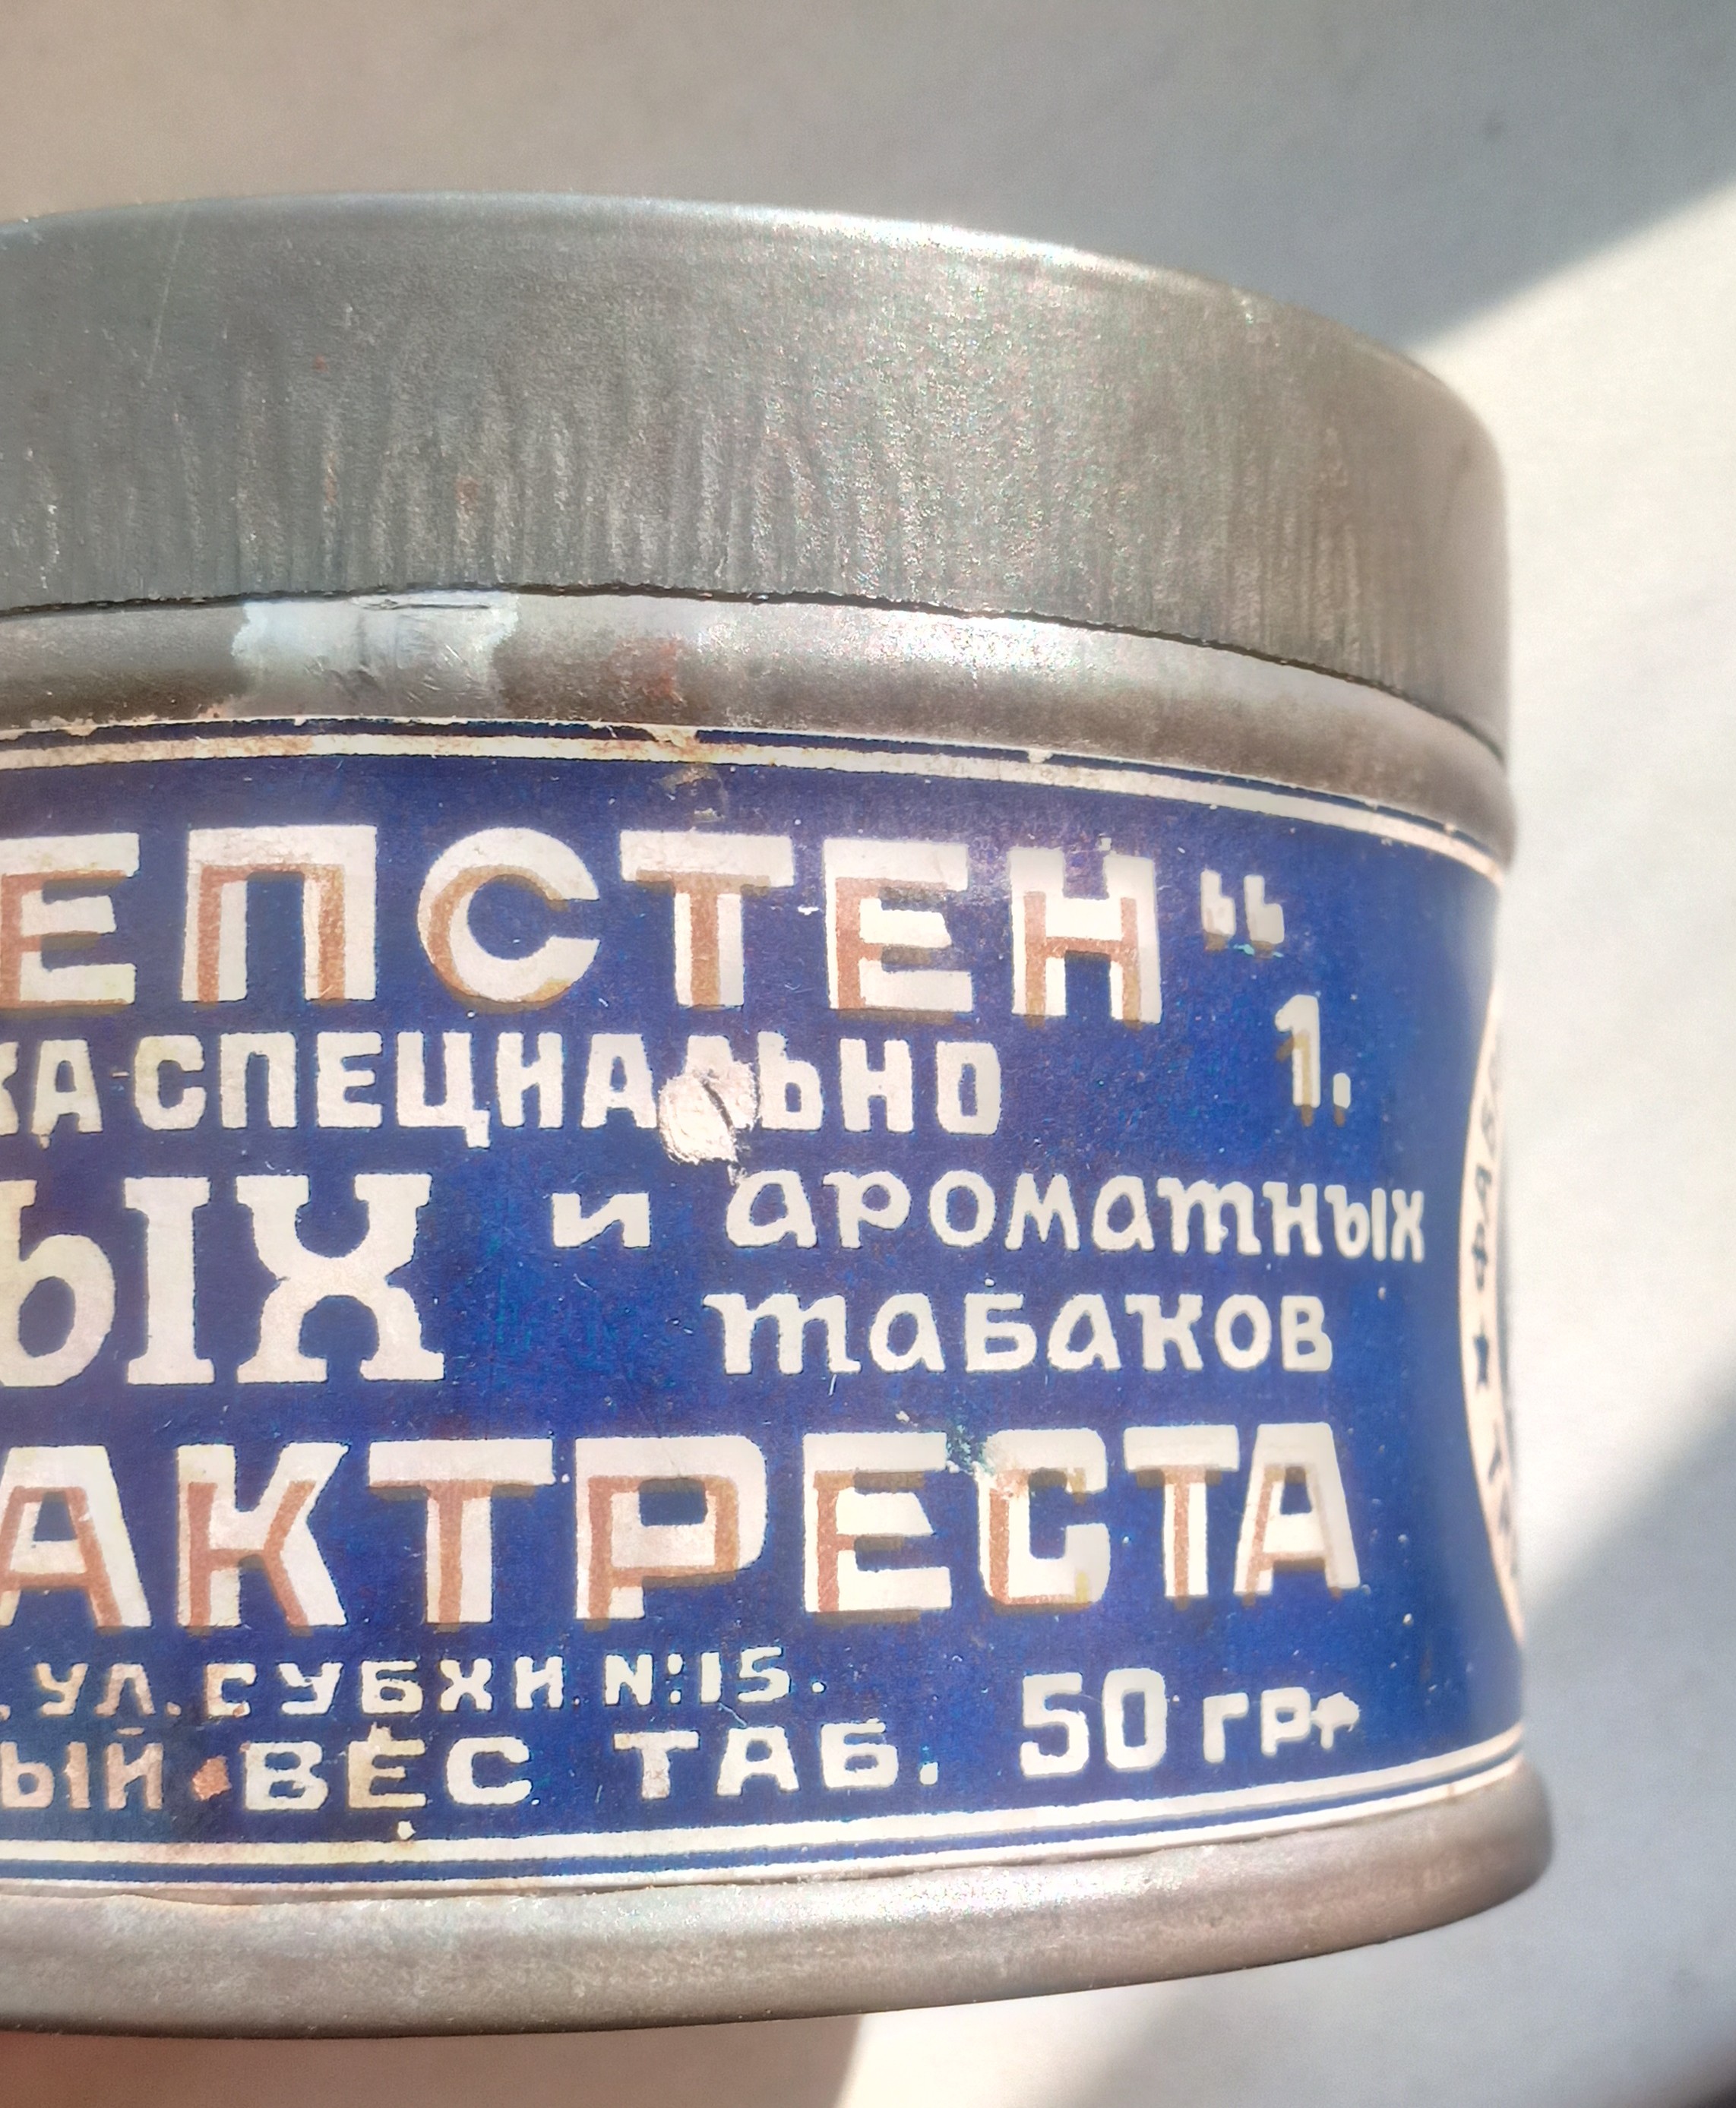 ЕПСТЕН“
1.
КА СПЕЦИАЛЬНО
ЫХ и ароматных
табаков
АКТРЕСТА
, УЛ. СУБХИ №:15.
ЫЙ ВЕС ТАБ. 50 гр